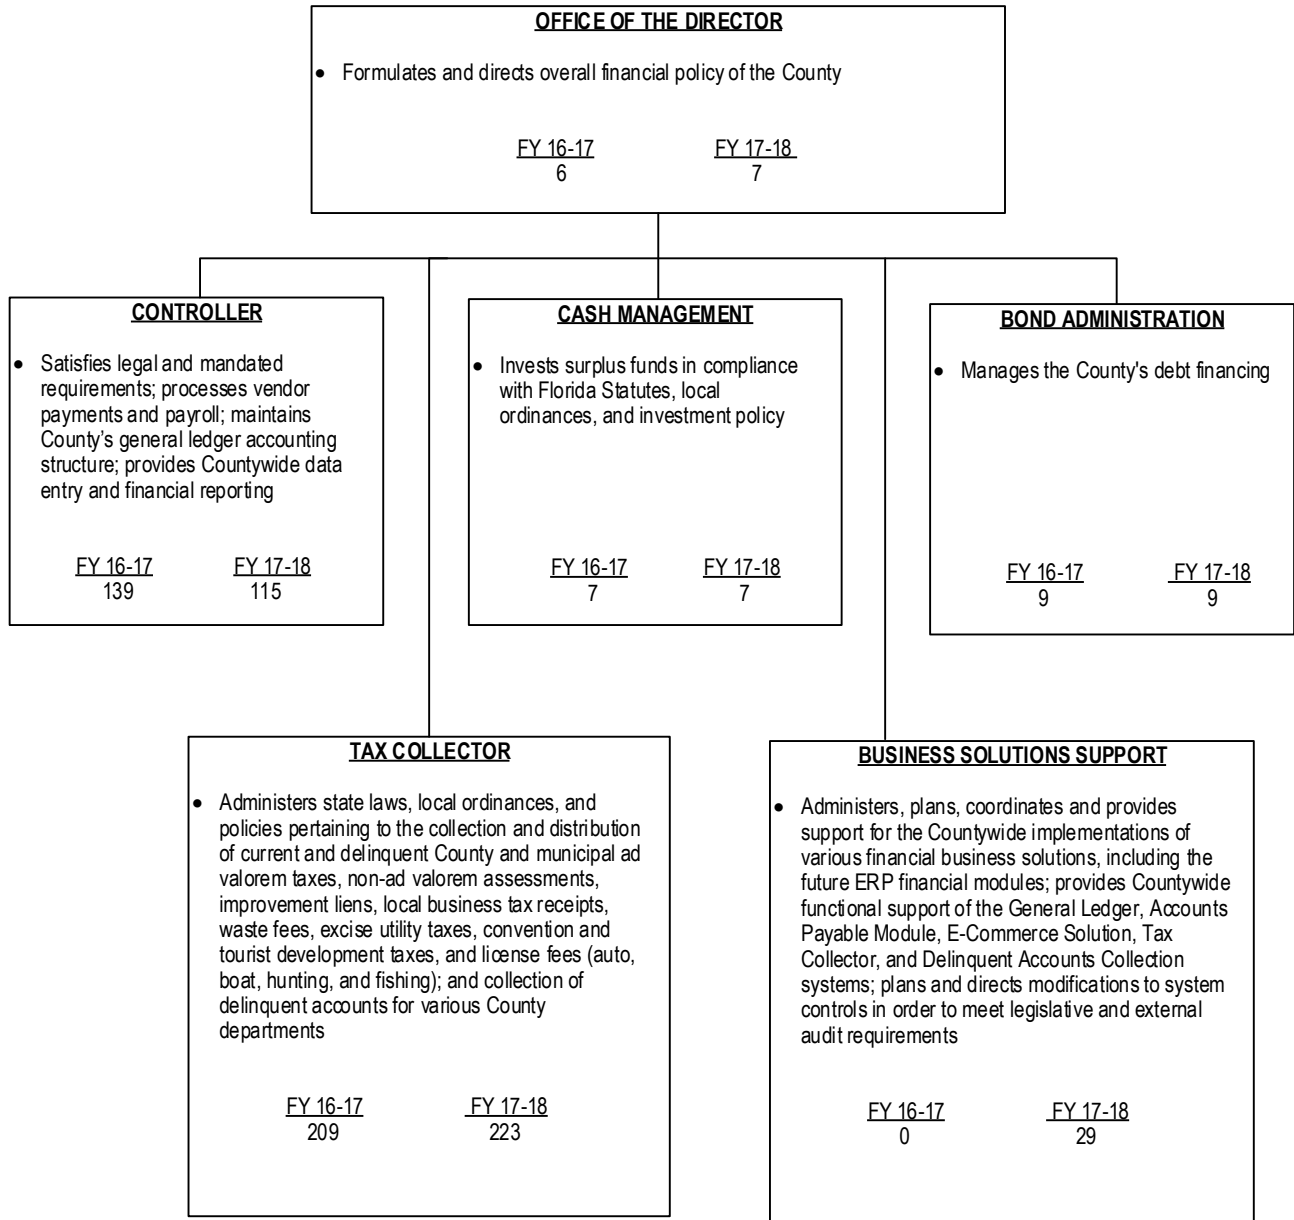 OFFICE OF THE DIRECTOR
• Formulates and directs overall financial policy of the County
FY 16-17 FY 17-18
6 7
CONTROLLER
• Satisfies legal and mandated
requirements; processes vendor
payments and payroll; maintains
County’s general ledger accounting
structure; provides Countywide data
entry and financial reporting
FY 16-17 FY 17-18
139 115
CASH MANAGEMENT
• Invests surplus funds in compliance
with Florida Statutes, local
ordinances, and investment policy
FY 16-17 FY 17-18
7 7
BOND ADMINISTRATION
• Manages the County's debt financing
FY 16-17 FY 17-18
9 9
TAX COLLECTOR
• Administers state laws, local ordinances, and
policies pertaining to the collection and distribution
of current and delinquent County and municipal ad
valorem taxes, non-ad valorem assessments,
improvement liens, local business tax receipts,
waste fees, excise utility taxes, convention and
tourist development taxes, and license fees (auto,
boat, hunting, and fishing); and collection of
delinquent accounts for various County
departments
FY 16-17 FY 17-18
209 223
BUSINESS SOLUTIONS SUPPORT
• Administers, plans, coordinates and provides
support for the Countywide implementations of
various financial business solutions, including the
future ERP financial modules; provides Countywide
functional support of the General Ledger, Accounts
Payable Module, E-Commerce Solution, Tax
Collector, and Delinquent Accounts Collection
systems; plans and directs modifications to system
controls in order to meet legislative and external
audit requirements
FY 16-17 FY 17-18
0 29